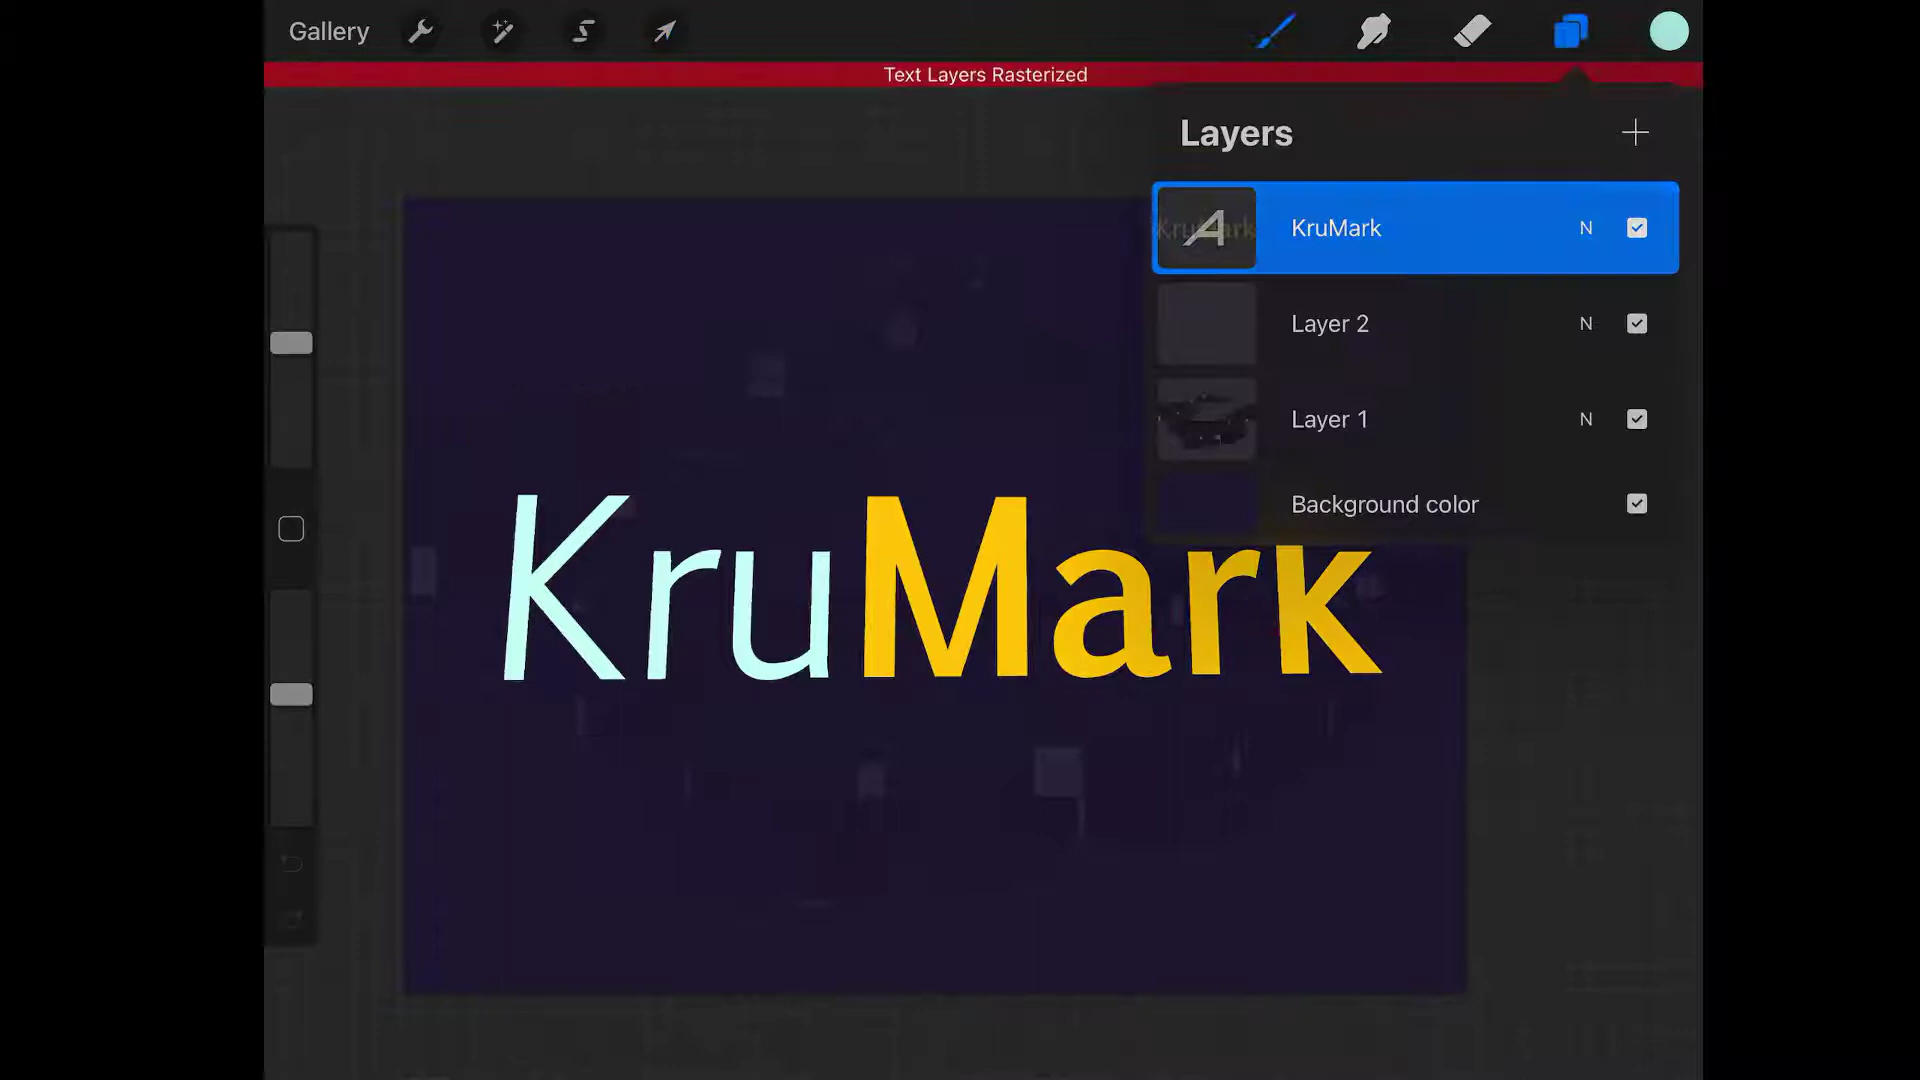 Gallery
Text Layers Rasterized
Layers
KruMark
N
Layer 2
N
Layer 1
N
Background color
KruMark